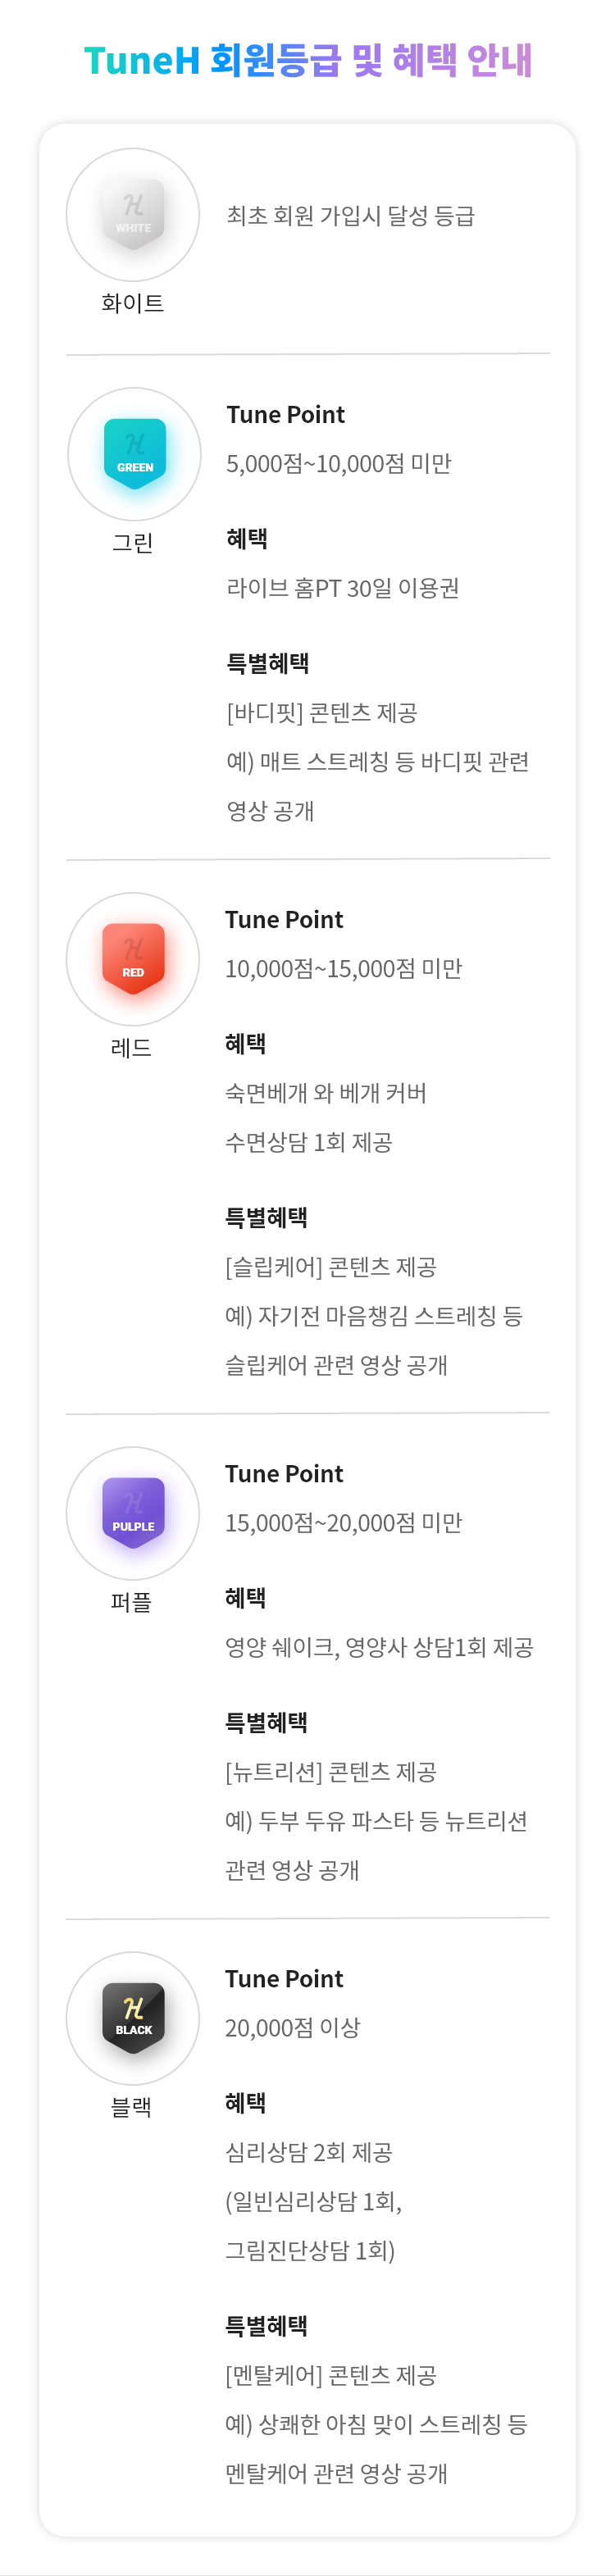 TuneH 회원등급 및 혜택 안내
H
WHITE
화이트
최초 회원 가입시 달성 등급
H
GREEN
그린
Tune Point
5,000점~10,000점 미만
혜택
라이브 홈PT 30일 이용권
특별혜택
[바디핏] 콘텐츠 제공
예) 매트 스트레칭 등 바디핏 관련
영상 공개
H
RED
레드
Tune Point
10,000점~15,000점 미만
혜택
숙면베개 와 베개 커버
수면상담 1회 제공
특별혜택
[슬립케어] 콘텐츠 제공
예) 자기전 마음챙김 스트레칭 등
슬립케어 관련 영상 공개
H
PULPLE
퍼플
Tune Point
15,000점~20,000점 미만
혜택
영양 쉐이크, 영양사 상담1회 제공
특별혜택
[뉴트리션] 콘텐츠 제공
예) 두부 두유 파스타 등 뉴트리션
관련 영상 공개
H
BLACK
블랙
Tune Point
20,000점 이상
혜택
심리상담 2회 제공
(일빈심리상담 1회,
그림진단상담 1회)
특별혜택
[멘탈케어] 콘텐츠 제공
예) 상쾌한 아침 맞이 스트레칭 등
멘탈케어 관련 영상 공개